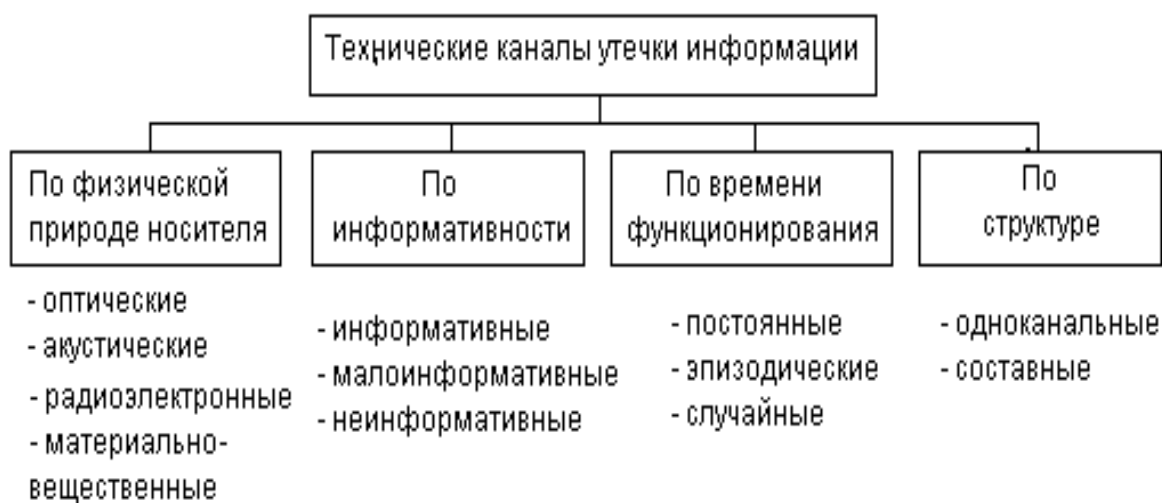 Технические каналы утечки информации
По физической
природе носителя
По
информативности
По времени
функционирования
По
структуре
- оптические
- акустические
- радиоэлектронные
- материально-
вещественные
- информативные
- малоинформативные
- неинформативные
- постоянные
- эпизодические
- случайные
- одноканальные
- составные